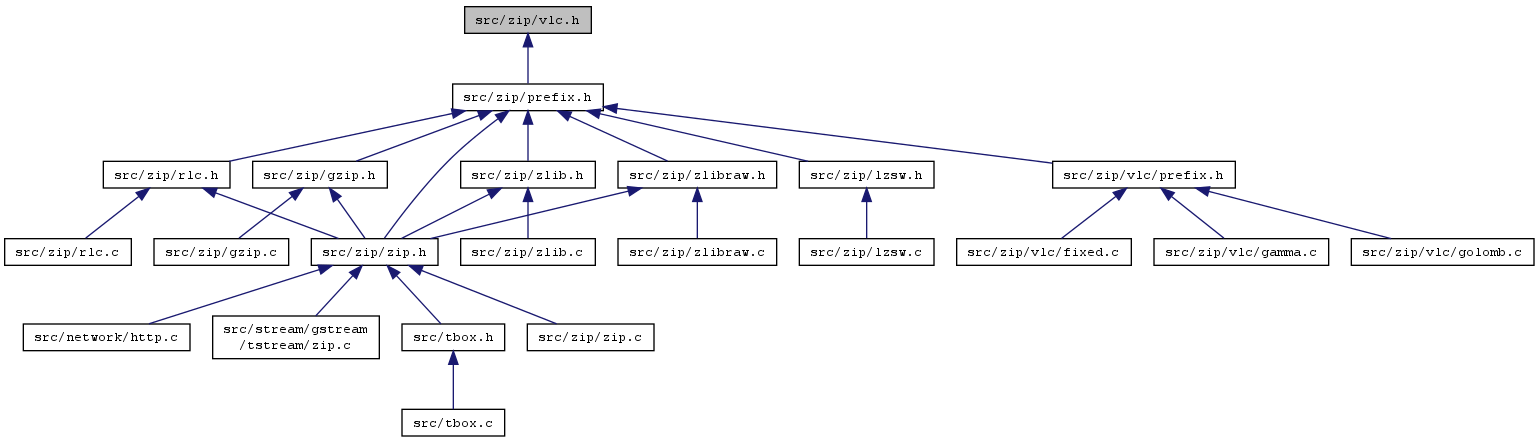 src/zip/vlc.h
src/zip/prefix.h
src/zip/rlc.h
src/zip/gzip.h
src/zip/zlib.h
src/zip/zlibraw.h
src/zip/lzsw.h
src/zip/vlc/prefix.h
src/zip/rlc.c
src/zip/gzip.c
src/zip/zip.h
src/zip/zlib.c
src/zip/zlibraw.c
src/zip/lzsw.c
src/zip/vlc/fixed.c
src/zip/vlc/gamma.c
src/zip/vlc/golomb.c
src/network/http.c
src/stream/gstream
/tstream/zip.c
src/tbox.h
src/zip/zip.c
src/tbox.c